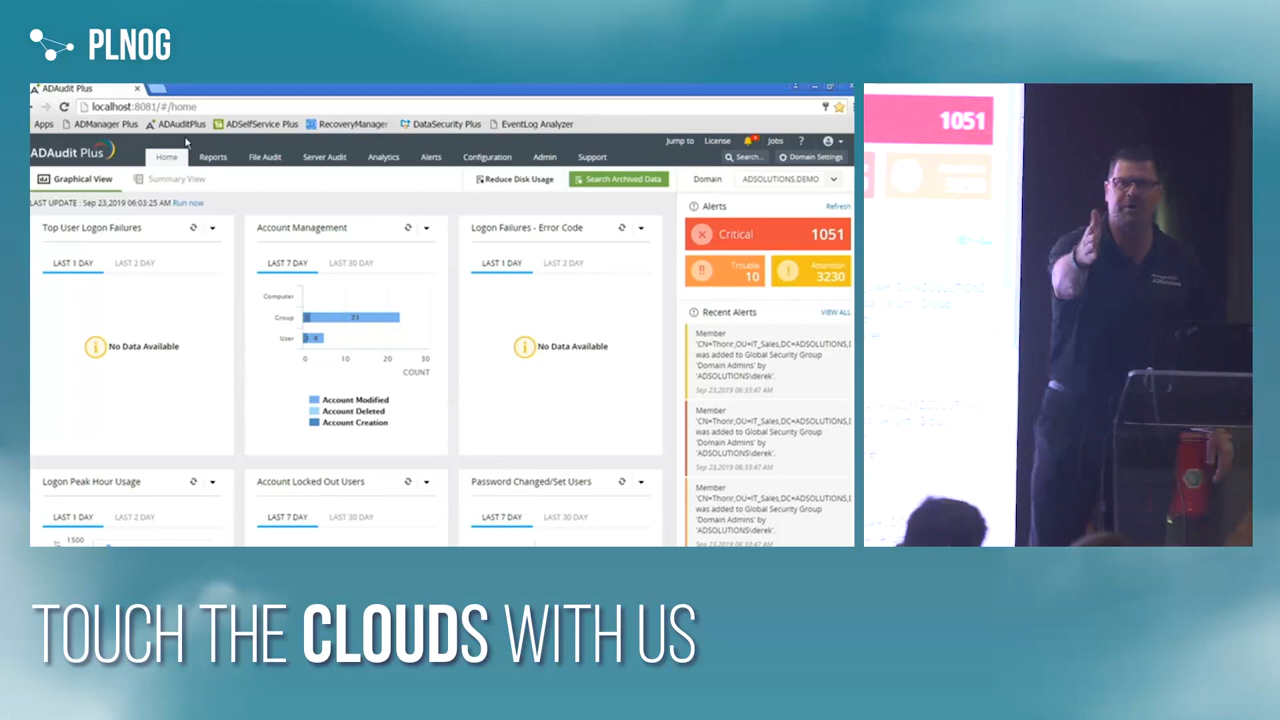 PLNOG
ADAudit Plus
localhost:8081/#/home
Apps ADManager Plus ADAuditPlus ADSelfService Plus RecoveryManager DataSecurity Plus EventLog Analyzer
Jump to License Jobs ?
ADAudit Plus
Home Reports File Audit Server Audit Analytics Alerts Configuration Admin Support
Search... Domain Settings
Graphical View Summary View
Reduce Disk Usage Search Archived Data Domain ADSOLUTIONS.DEMO
LAST UPDATE : Sep 23,2019 06:03:25 AM Run now
Top User Logon Failures
LAST 1 DAY LAST 2 DAY
No Data Available
Account Management
LAST 7 DAY LAST 30 DAY
Computer
Group
User
21
4
0 10 20 30
COUNT
Account Modified
Account Deleted
Account Creation
Logon Failures - Error Code
LAST 1 DAY LAST 2 DAY
No Data Available
Logon Peak Hour Usage
LAST 1 DAY LAST 2 DAY
1500
Account Locked Out Users
LAST 7 DAY LAST 30 DAY
Password Changed/Set Users
LAST 7 DAY LAST 30 DAY
Alerts Refresh
Critical 1051
Trouble
10
Attention
3230
Recent Alerts VIEW ALL
Member
'CN=Thorir,OU=IT_Sales,DC=ADSOLUTIONS,D
was added to Global Security Group
'Domain Admins' by
'ADSOLUTIONS\derek'.
Sep 23,2019 06:33:47 AM
Member
'CN=Thorir,OU=IT_Sales,DC=ADSOLUTIONS,D
was added to Global Security Group
'Domain Admins' by
'ADSOLUTIONS\derek'.
Sep 23,2019 06:33:47 AM
Member
'CN=Thorir,OU=IT_Sales,DC=ADSOLUTIONS,D
was added to Global Security Group
'Domain Admins' by
'ADSOLUTIONS\derek'.
Sep 23,2019 06:33:47 AM
1051
ADSolutions
TOUCH THE CLOUDS WITH US